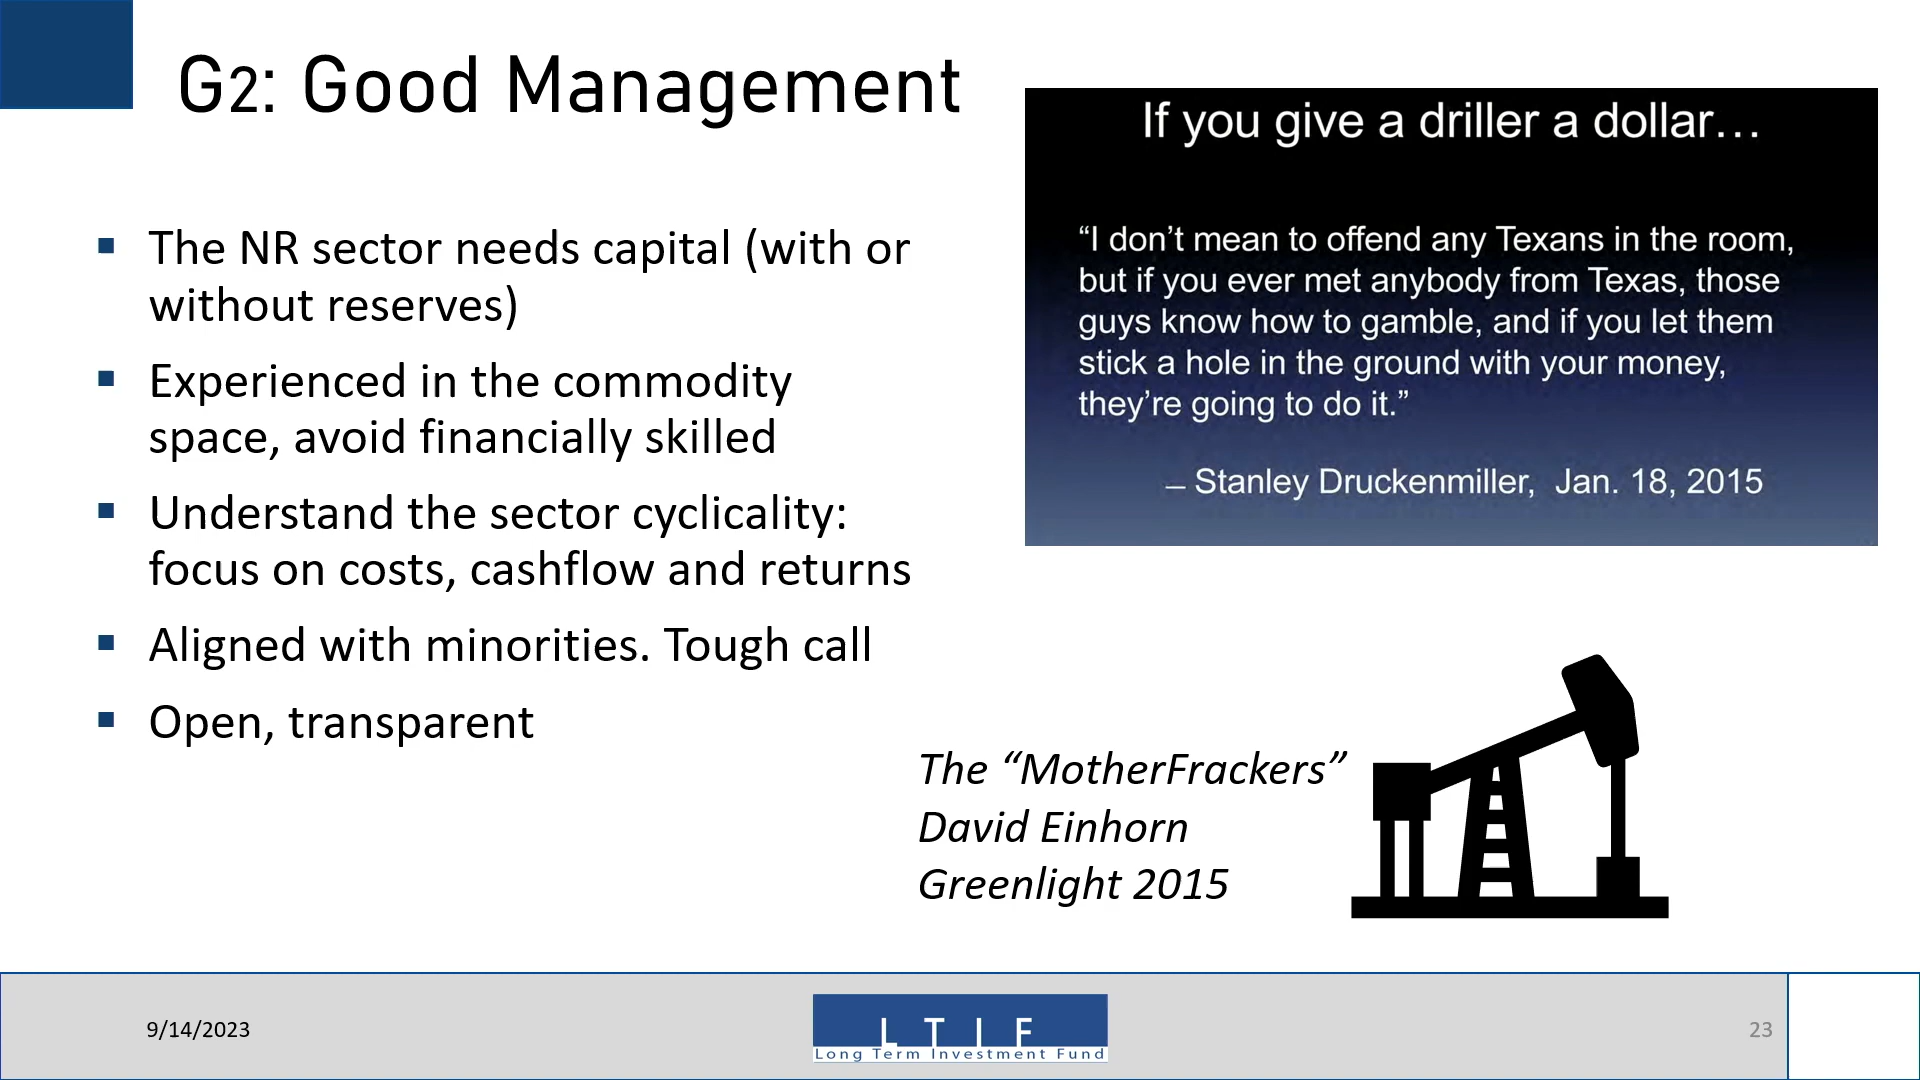 G2: Good Management
▪ The NR sector needs capital (with or
without reserves)
▪ Experienced in the commodity
space, avoid financially skilled
▪ Understand the sector cyclicality:
focus on costs, cashflow and returns
▪ Aligned with minorities. Tough call
▪ Open, transparent
If you give a driller a dollar…
“I don’t mean to offend any Texans in the room,
but if you ever met anybody from Texas, those
guys know how to gamble, and if you let them
stick a hole in the ground with your money,
they’re going to do it.”
– Stanley Druckenmiller, Jan. 18, 2015
The “MotherFrackers”
David Einhorn
Greenlight 2015
9/14/2023
L T I F
Long Term Investment Fund
23